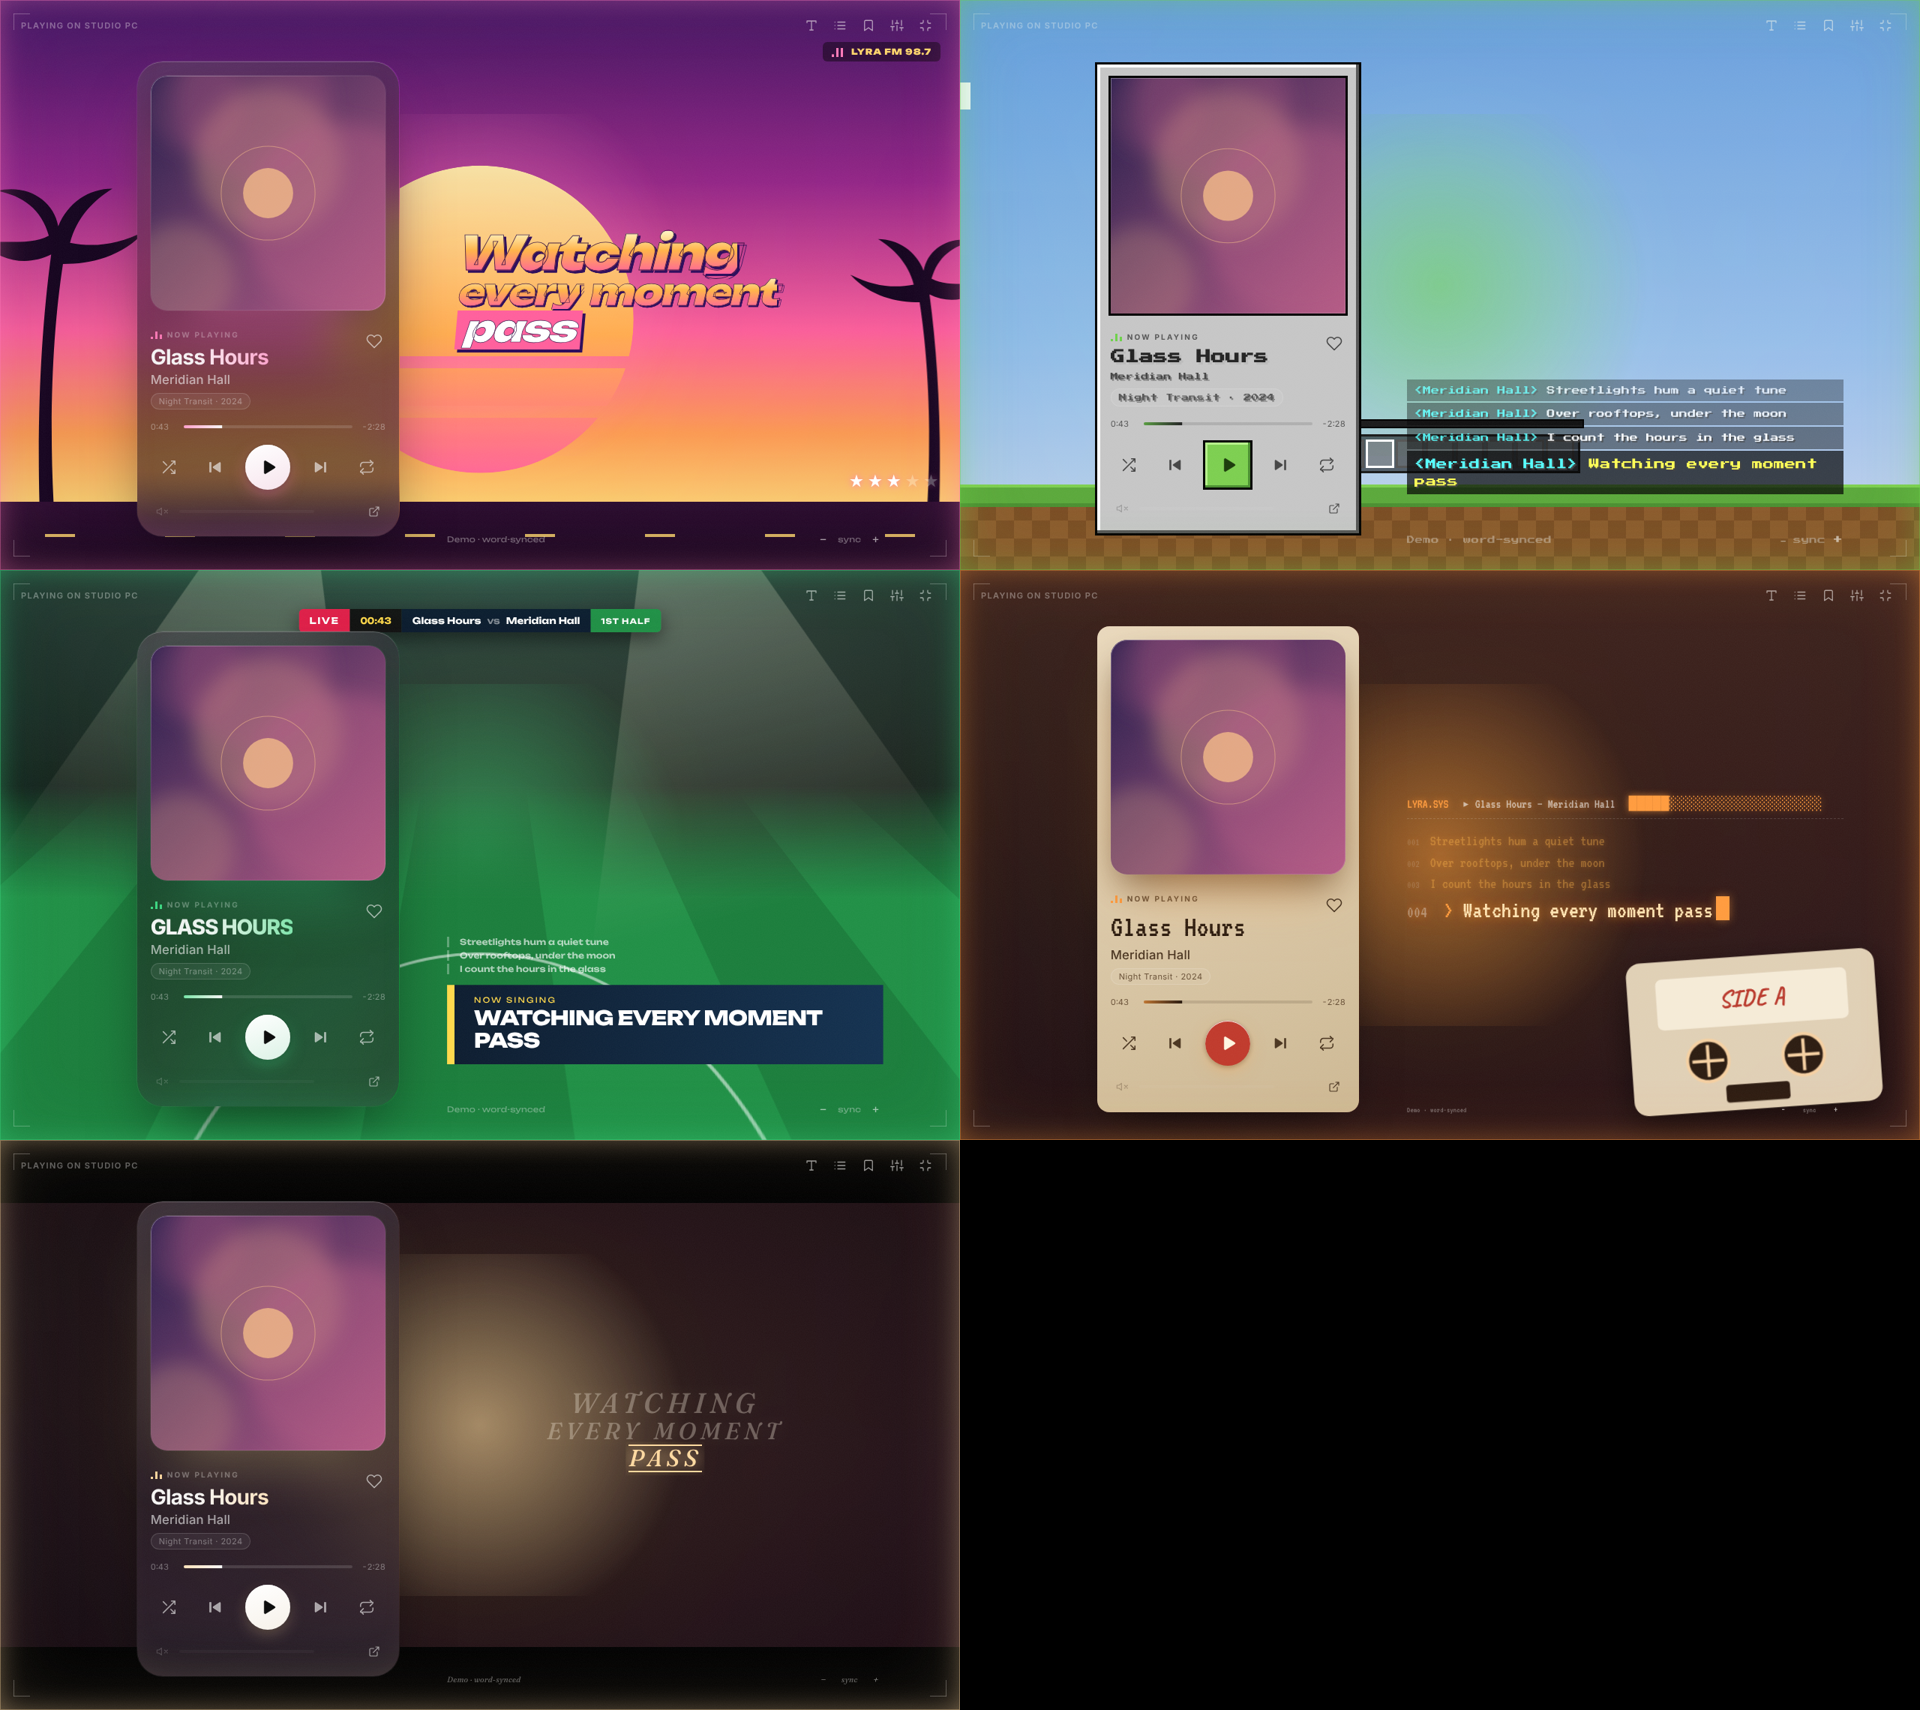 PLAYING ON STUDIO PC
LYRA FM 98.7
Watching
every moment
pass
NOW PLAYING
Glass Hours
Meridian Hall
Night Transit · 2024
0:43
-2:28
Demo · word-synced
− sync +
PLAYING ON STUDIO PC
NOW PLAYING
Glass Hours
Meridian Hall
Night Transit · 2024
0:43
-2:28
<Meridian Hall> Streetlights hum a quiet tune
<Meridian Hall> Over rooftops, under the moon
<Meridian Hall> I count the hours in the glass
<Meridian Hall> Watching every moment
pass
Demo · word-synced
− sync +
PLAYING ON STUDIO PC
LIVE 00:43 Glass Hours vs Meridian Hall 1ST HALF
NOW PLAYING
GLASS HOURS
Meridian Hall
Night Transit · 2024
0:43
-2:28
Streetlights hum a quiet tune
Over rooftops, under the moon
I count the hours in the glass
NOW SINGING
WATCHING EVERY MOMENT
PASS
Demo · word-synced
− sync +
PLAYING ON STUDIO PC
NOW PLAYING
Glass Hours
Meridian Hall
Night Transit · 2024
0:43
-2:28
LYRA.SYS ► Glass Hours — Meridian Hall
001 Streetlights hum a quiet tune
002 Over rooftops, under the moon
003 I count the hours in the glass
004 › Watching every moment pass
SIDE A
Demo · word-synced
- sync +
PLAYING ON STUDIO PC
NOW PLAYING
Glass Hours
Meridian Hall
Night Transit · 2024
0:43
-2:28
WATCHING
EVERY MOMENT
PASS
Demo · word-synced
− sync +